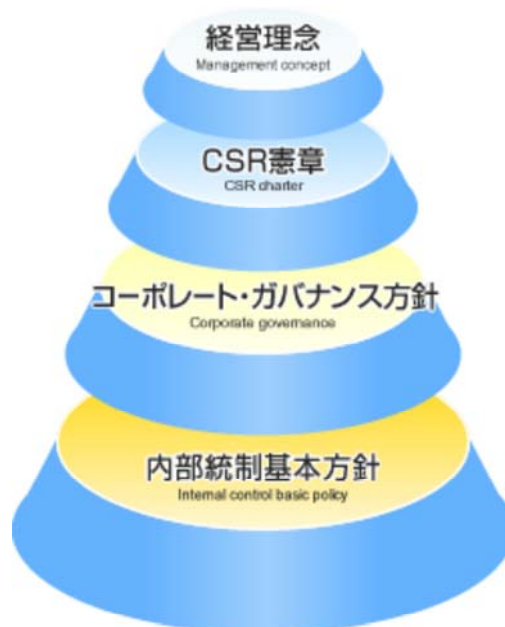 経営理念
Management concept
CSR憲章
CSR charter
コーポレート・ガバナンス方針
Corporate governance
内部統制基本方針
Internal control basic policy